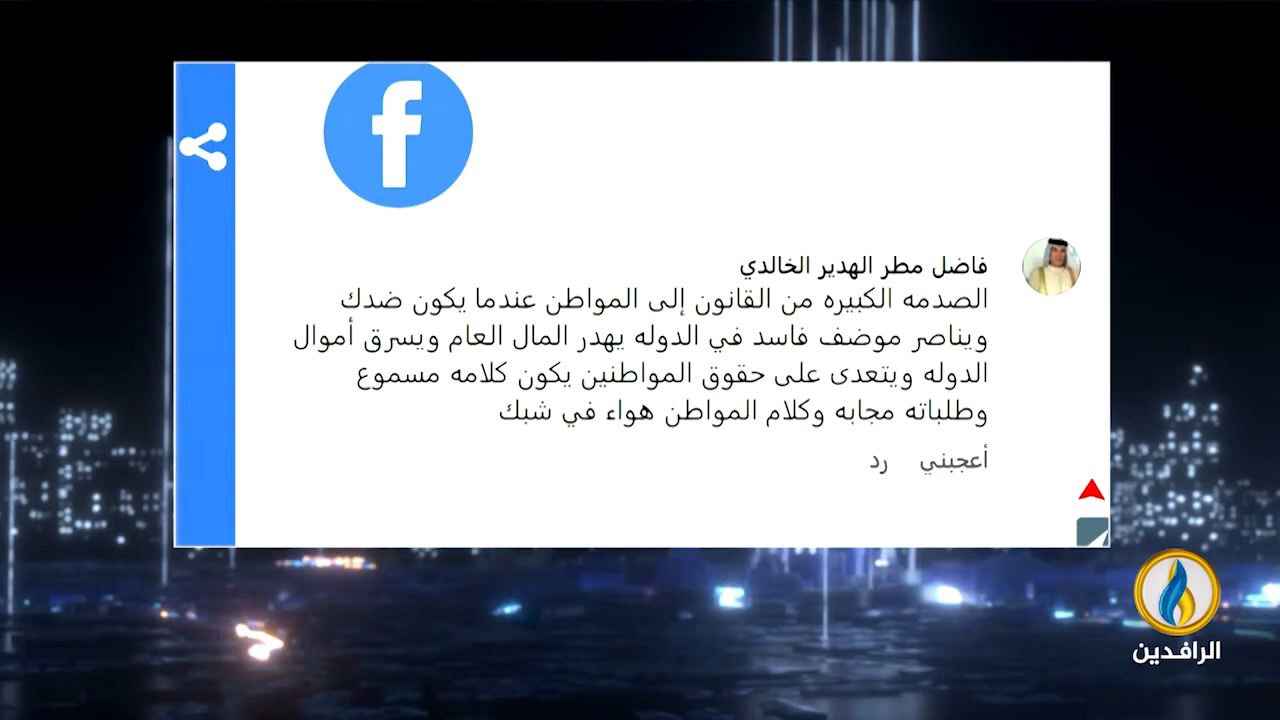 فاضل مطر الهدير الخالدي
الصدمه الكبيره من القانون إلى المواطن عندما يكون ضدك
ويناصر موضف فاسد في الدوله يهدر المال العام ويسرق أموال
الدوله ويتعدى على حقوق المواطنين يكون كلامه مسموع
وطلباته مجابه وكلام المواطن هواء في شبك
أعجبني رد
الرافدين